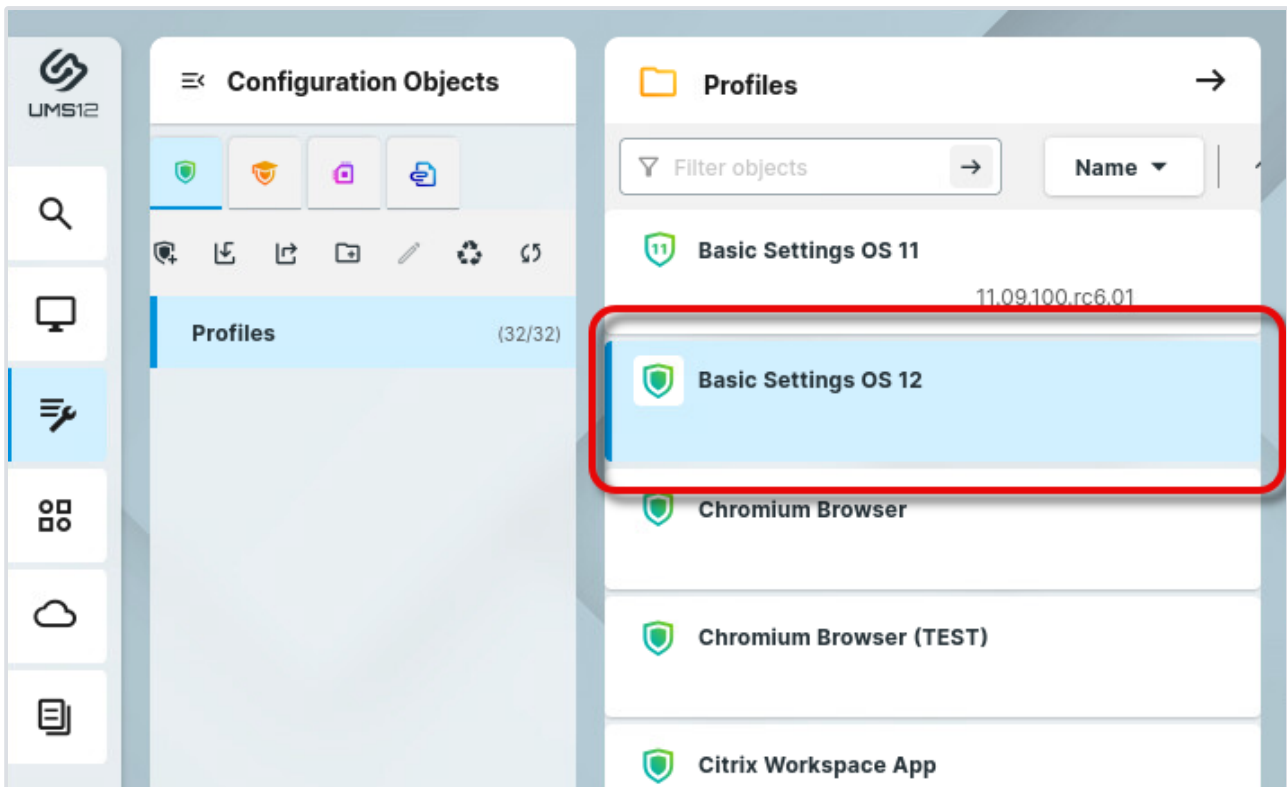 UMS12
Configuration Objects
Profiles (32/32)
Profiles
Filter objects
Name
11 Basic Settings OS 11
11.09.100.rc6.01
Basic Settings OS 12
Chromium Browser
Chromium Browser (TEST)
Citrix Workspace App